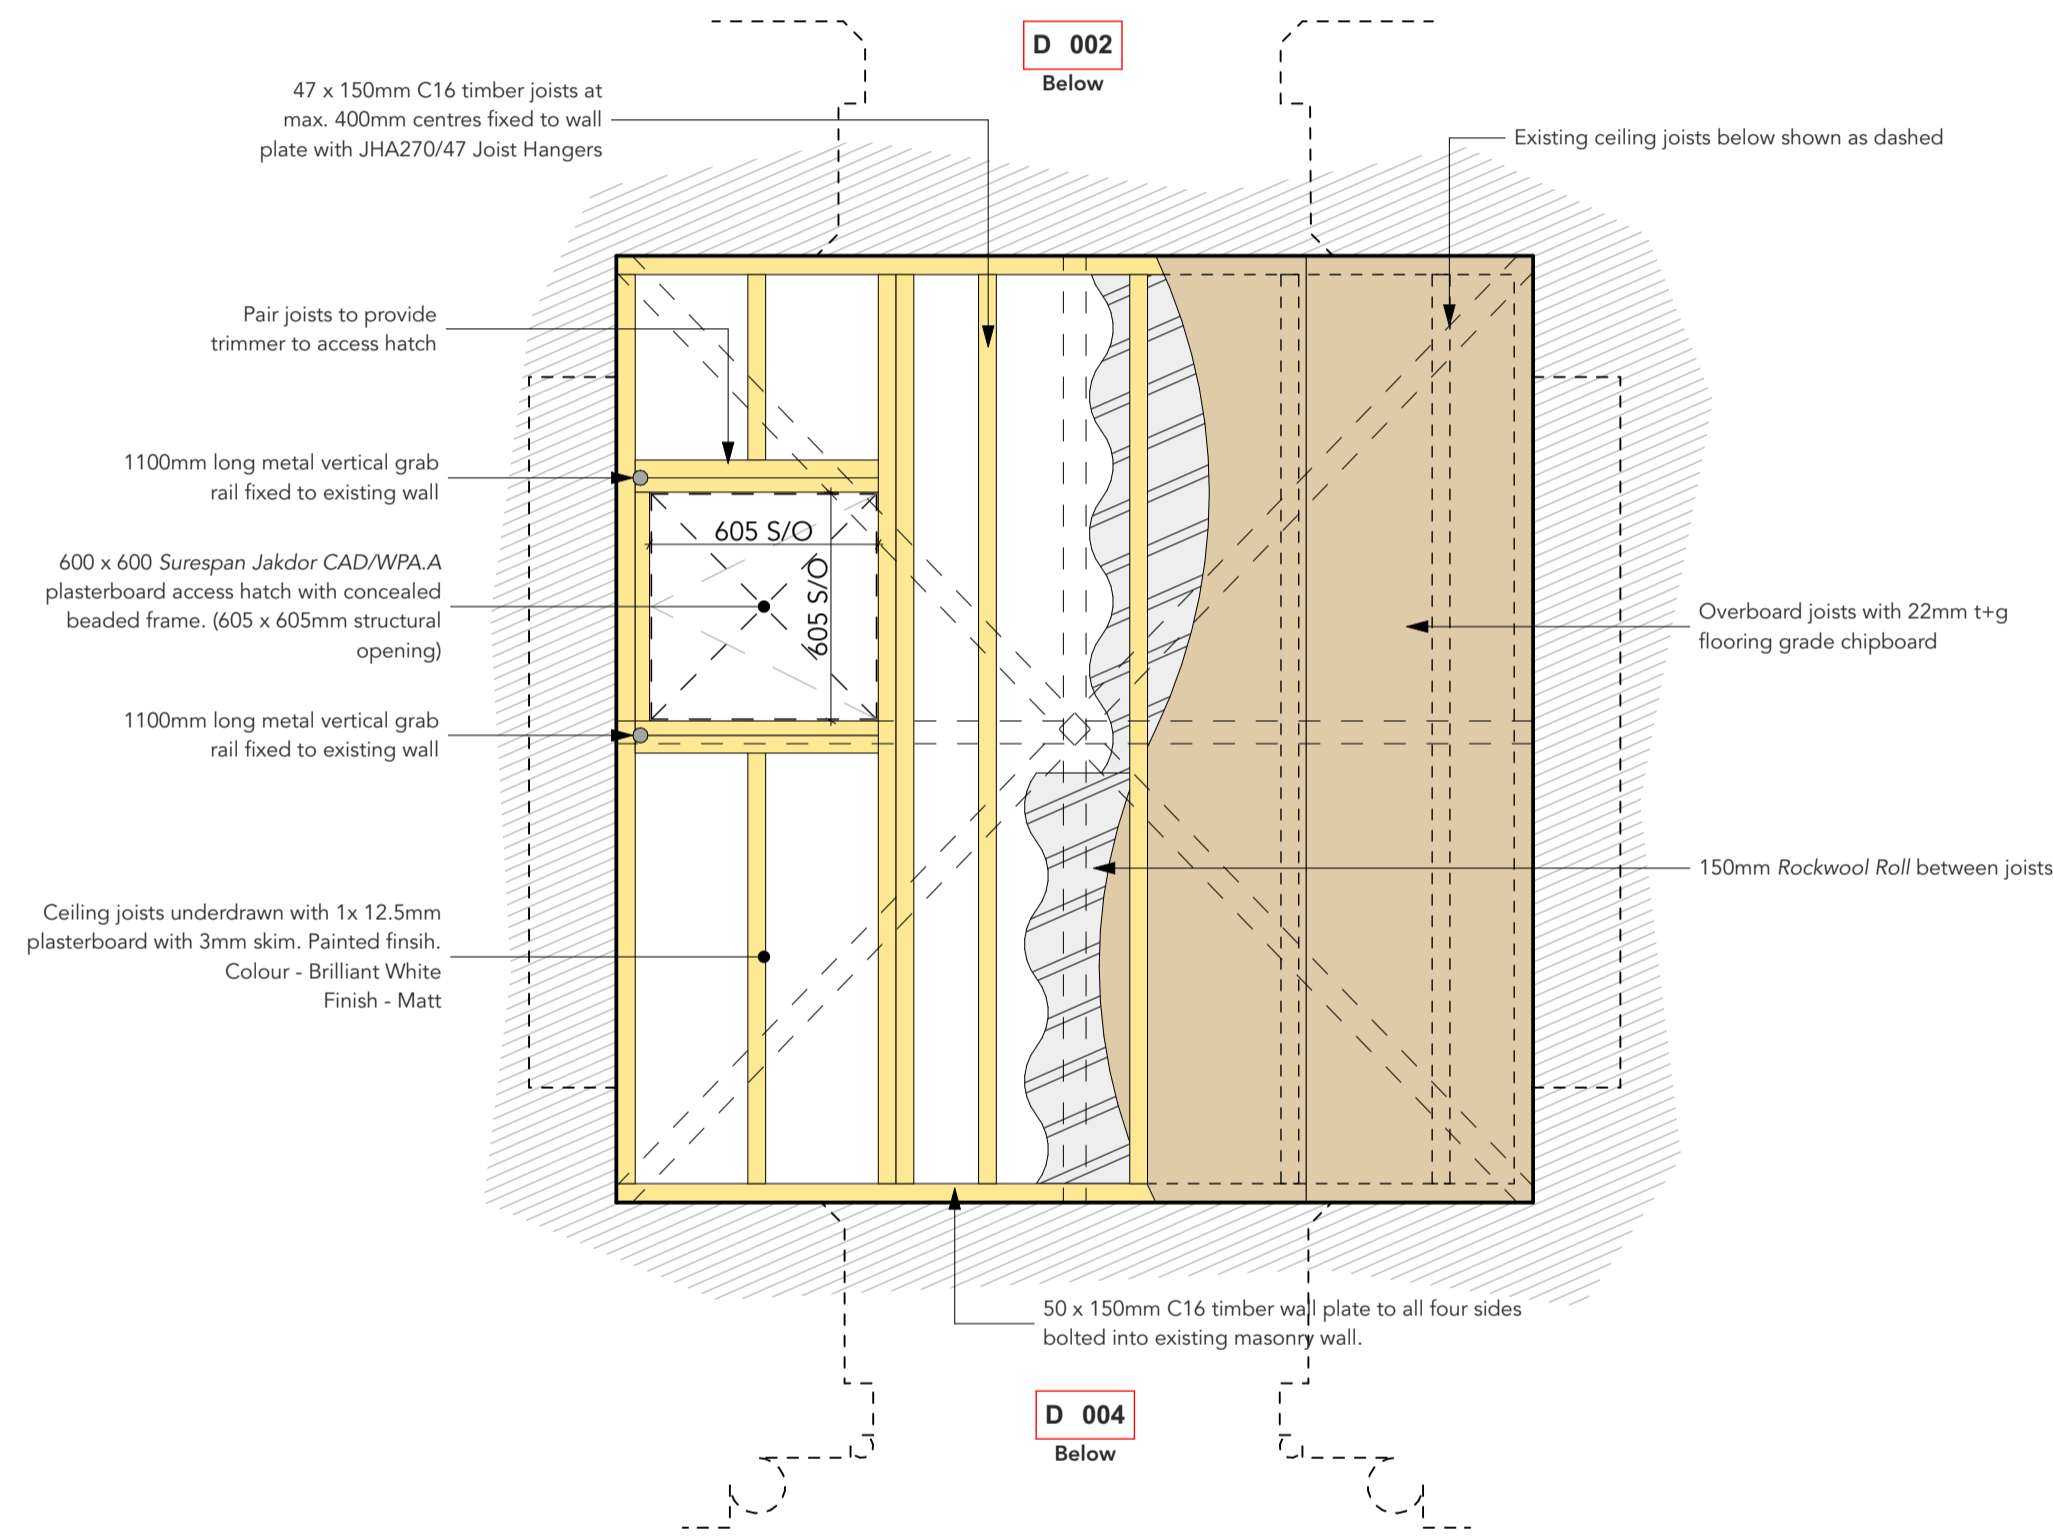 D 002
Below
47 x 150mm C16 timber joists at
max. 400mm centres fixed to wall
plate with JHA270/47 Joist Hangers
Existing ceiling joists below shown as dashed
Pair joists to provide
trimmer to access hatch
1100mm long metal vertical grab
rail fixed to existing wall
600 x 600 Surespan Jakdor CAD/WPA.A
plasterboard access hatch with concealed
beaded frame. (605 x 605mm structural
opening)
605 S/O
605 S/O
Overboard joists with 22mm t+g
flooring grade chipboard
1100mm long metal vertical grab
rail fixed to existing wall
150mm Rockwool Roll between joists
Ceiling joists underdrawn with 1x 12.5mm
plasterboard with 3mm skim. Painted finsih.
Colour - Brilliant White
Finish - Matt
50 x 150mm C16 timber wall plate to all four sides
bolted into existing masonry wall.
D 004
Below